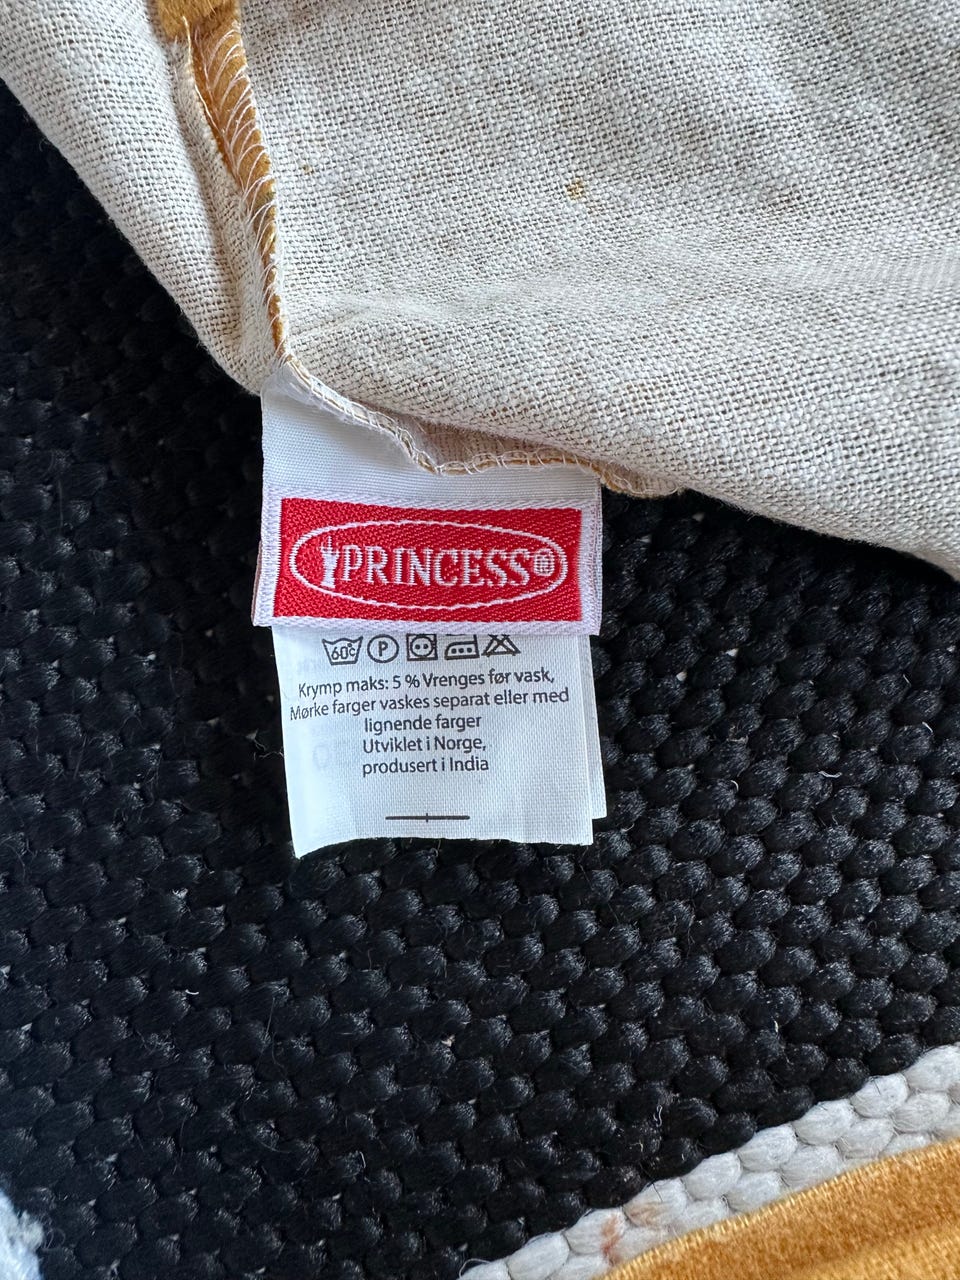 PRINCESS®
60°C P
Krymp maks: 5 % Vrenges før vask,
Mørke farger vaskes separat eller med
lignende farger
Utviklet i Norge,
produsert i India